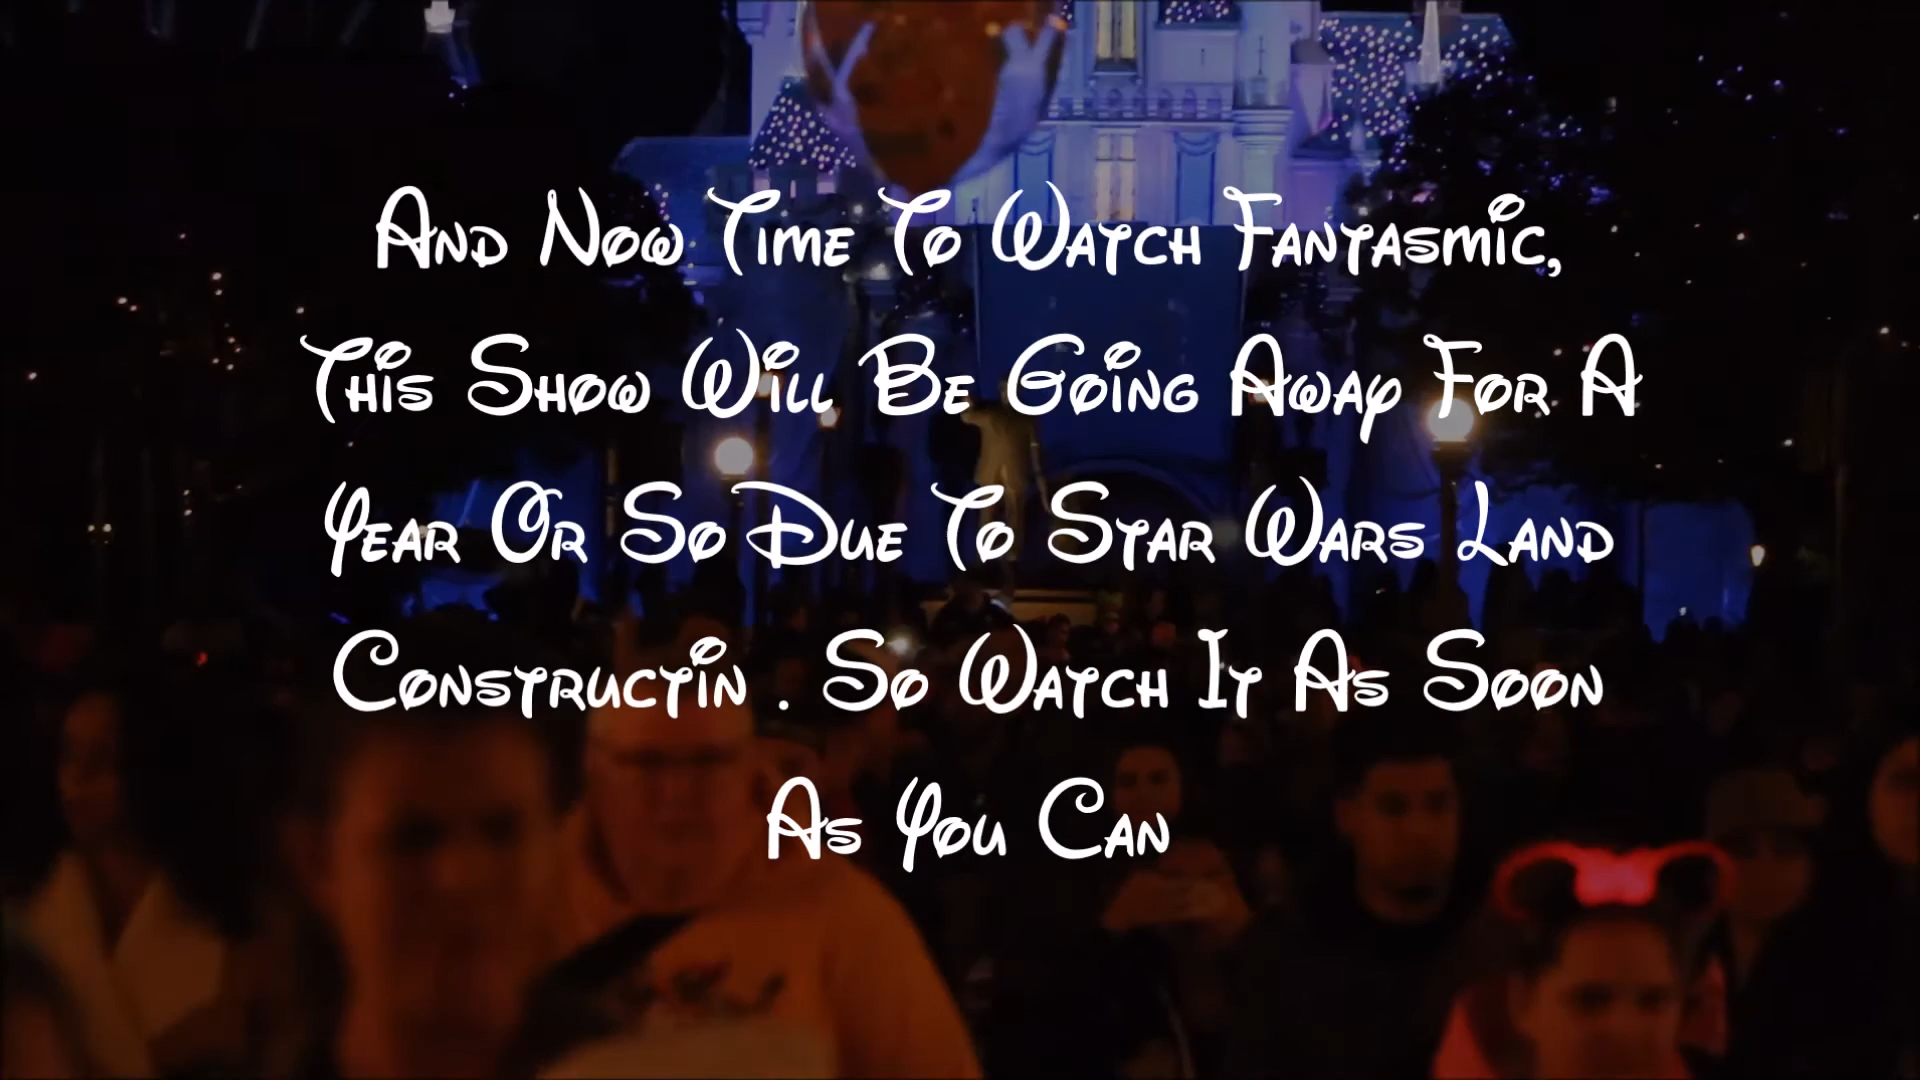 And Now Time To Watch Fantasmic,
This Show Will Be Going Away For A
Year Or So Due To Star Wars Land
Constructin . So Watch It As Soon
As You Can